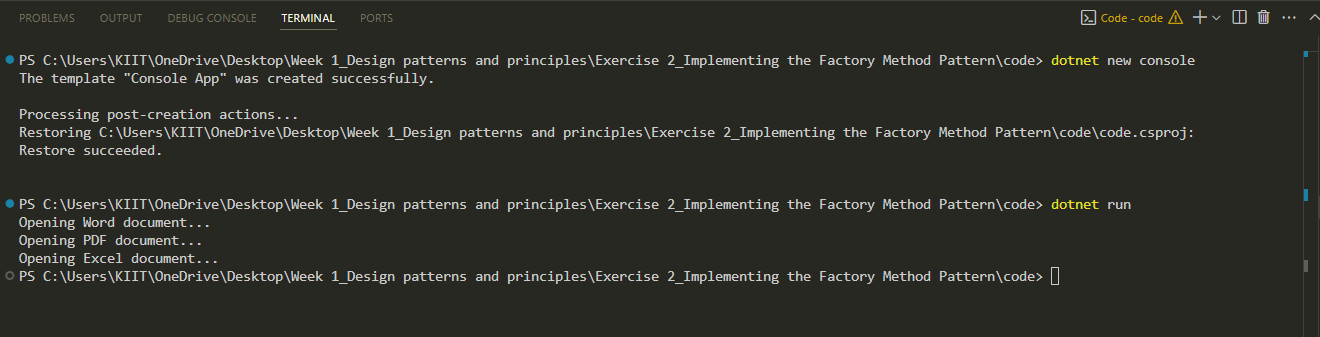 PROBLEMS OUTPUT DEBUG CONSOLE TERMINAL PORTS Code - code
PS C:\Users\KIIT\OneDrive\Desktop\Week 1_Design patterns and principles\Exercise 2_Implementing the Factory Method Pattern\code> dotnet new console
The template "Console App" was created successfully.
Processing post-creation actions...
Restoring C:\Users\KIIT\OneDrive\Desktop\Week 1_Design patterns and principles\Exercise 2_Implementing the Factory Method Pattern\code\code.csproj:
Restore succeeded.
PS C:\Users\KIIT\OneDrive\Desktop\Week 1_Design patterns and principles\Exercise 2_Implementing the Factory Method Pattern\code> dotnet run
Opening Word document...
Opening PDF document...
Opening Excel document...
PS C:\Users\KIIT\OneDrive\Desktop\Week 1_Design patterns and principles\Exercise 2_Implementing the Factory Method Pattern\code>